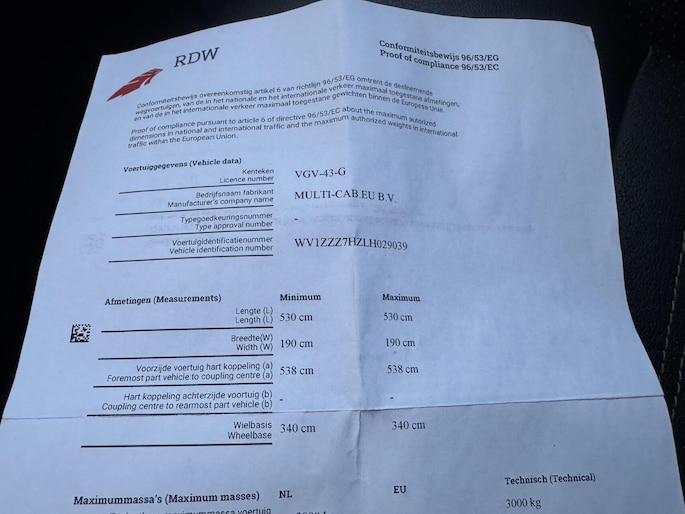 RDW
Conformiteitsbewijs 96/53/EG
Proof of compliance 96/53/EC
Conformiteitsbewijs overeenkomstig artikel 6 van richtlijn 96/53/EG omtrent de deelnemende
wegvoertuigen, van de in het nationale en het internationale verkeer maximaal toegestane afmetingen,
en van de in het internationale verkeer maximaal toegestane gewichten binnen de Europese Unie.
Proof of compliance pursuant to article 6 of directive 96/53/EC about the maximum autorized
dimensions in national and international traffic and the maximum authorized weights in international
traffic within the European Union.
Voertuiggegevens (Vehicle data)
Kenteken
Licence number VGV-43-G
Bedrijfsnaam fabrikant
Manufacturer's company name MULTI-CAB.EU B.V.
Typegoedkeuringsnummer
Type approval number -
Voertuigidentificatienummer
Vehicle identification number WV1ZZZ7HZLH029039
Afmetingen (Measurements) Minimum Maximum
Lengte (L)
Length (L) 530 cm 530 cm
Breedte(W)
Width (W) 190 cm 190 cm
Voorzijde voertuig hart koppeling (a)
Foremost part vehicle to coupling centre (a) 538 cm 538 cm
Hart koppeling achterzijde voertuig (b)
Coupling centre to rearmost part vehicle (b) - -
Wielbasis
Wheelbase 340 cm 340 cm
Maximummassa's (Maximum masses) NL EU Technisch (Technical)
3000 kg